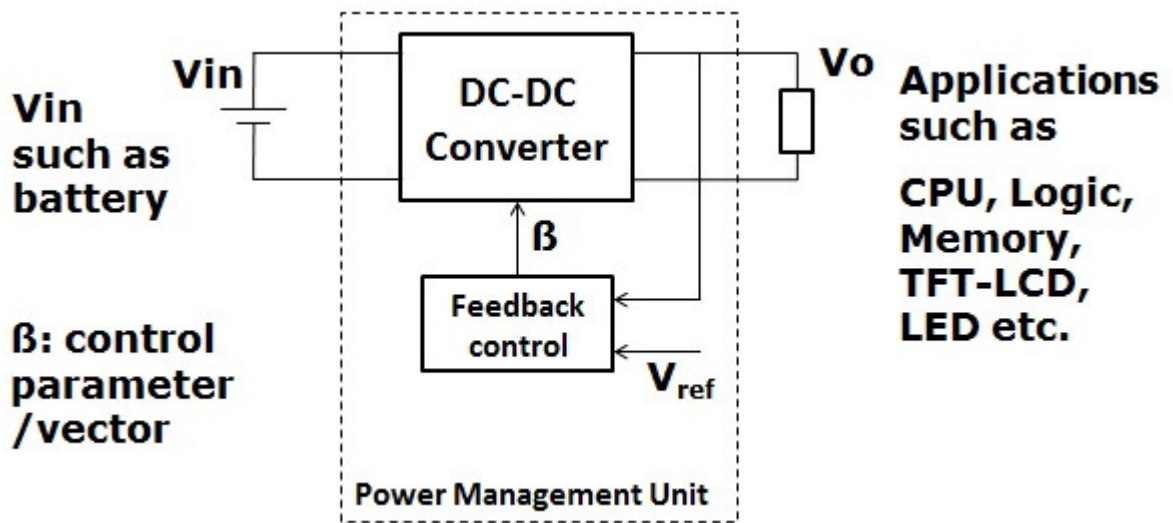 Vin
such as
battery
Vin
DC-DC
Converter
Vo
Applications
such as
CPU, Logic,
Memory,
TFT-LCD,
LED etc.
ß
Feedback
control
Vref
ß: control
parameter
/vector
Power Management Unit